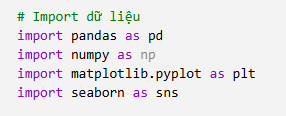 # Import dữ liệu
import pandas as pd
import numpy as np
import matplotlib.pyplot as plt
import seaborn as sns